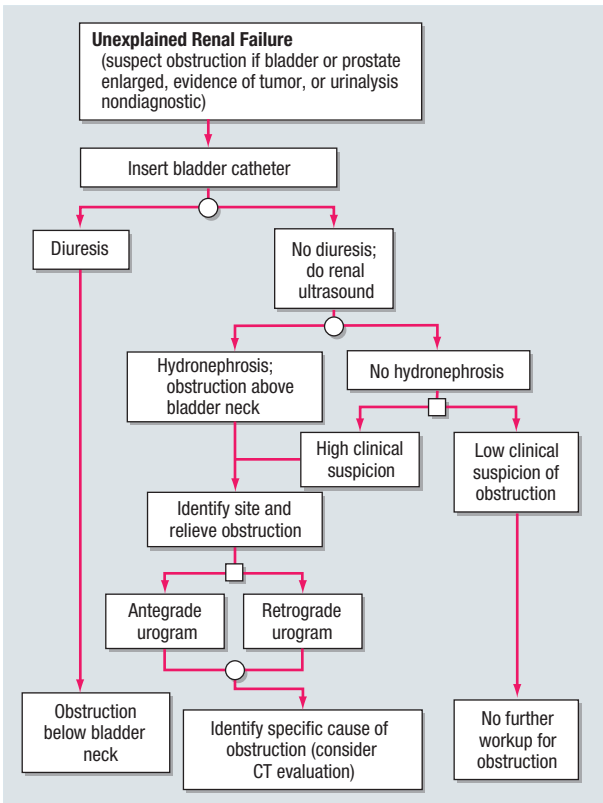 Unexplained Renal Failure
(suspect obstruction if bladder or prostate
enlarged, evidence of tumor, or urinalysis
nondiagnostic)
Insert bladder catheter
Diuresis
No diuresis;
do renal
ultrasound
Hydronephrosis;
obstruction above
bladder neck
No hydronephrosis
High clinical
suspicion
Low clinical
suspicion of
obstruction
Identify site and
relieve obstruction
Antegrade
urogram
Retrograde
urogram
Obstruction
below bladder
neck
Identify specific cause of
obstruction (consider
CT evaluation)
No further
workup for
obstruction